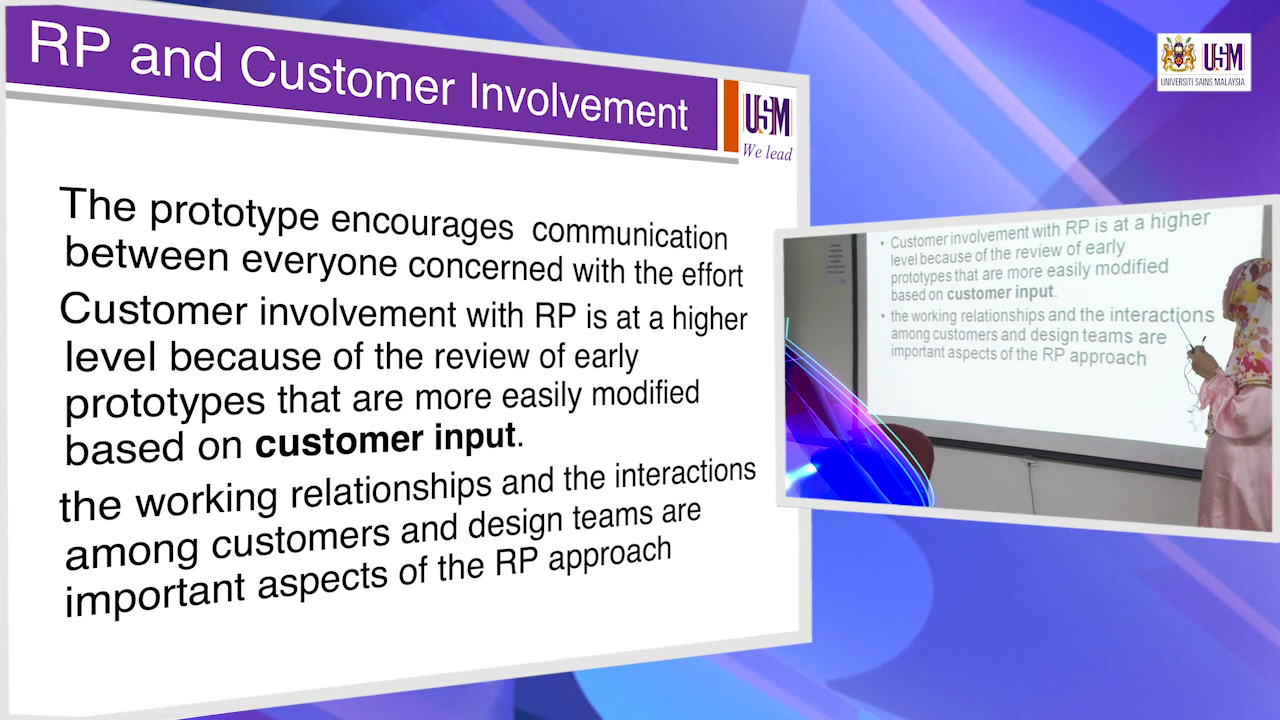 RP and Customer Involvement
USM
We lead
The prototype encourages communication
between everyone concerned with the effort
Customer involvement with RP is at a higher
level because of the review of early
prototypes that are more easily modified
based on customer input.
the working relationships and the interactions
among customers and design teams are
important aspects of the RP approach
USM
UNIVERSITI SAINS MALAYSIA
• Customer involvement with RP is at a higher
level because of the review of early
prototypes that are more easily modified
based on customer input.
• the working relationships and the interactions
among customers and design teams are
important aspects of the RP approach